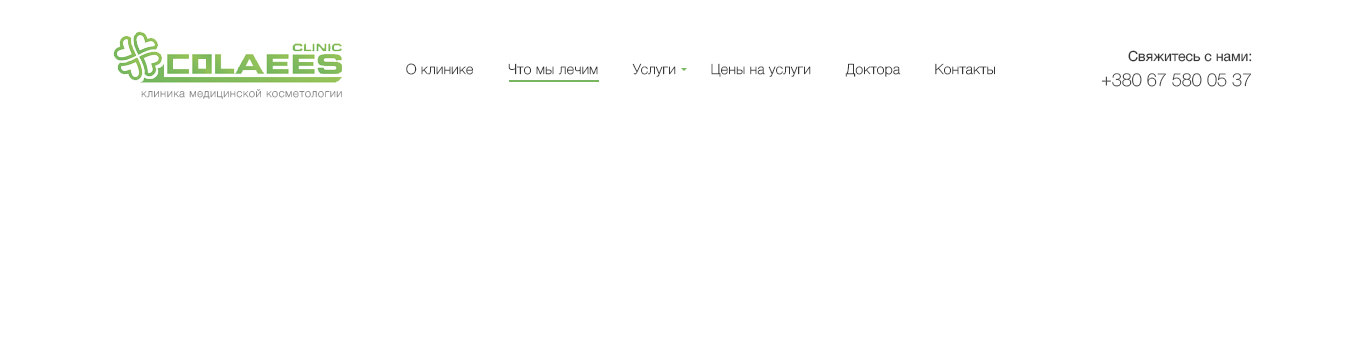 CLINIC
COLAEES
клиника медицинской косметологии
О клинике
Что мы лечим
Услуги
Цены на услуги
Доктора
Контакты
Свяжитесь с нами:
+380 67 580 05 37